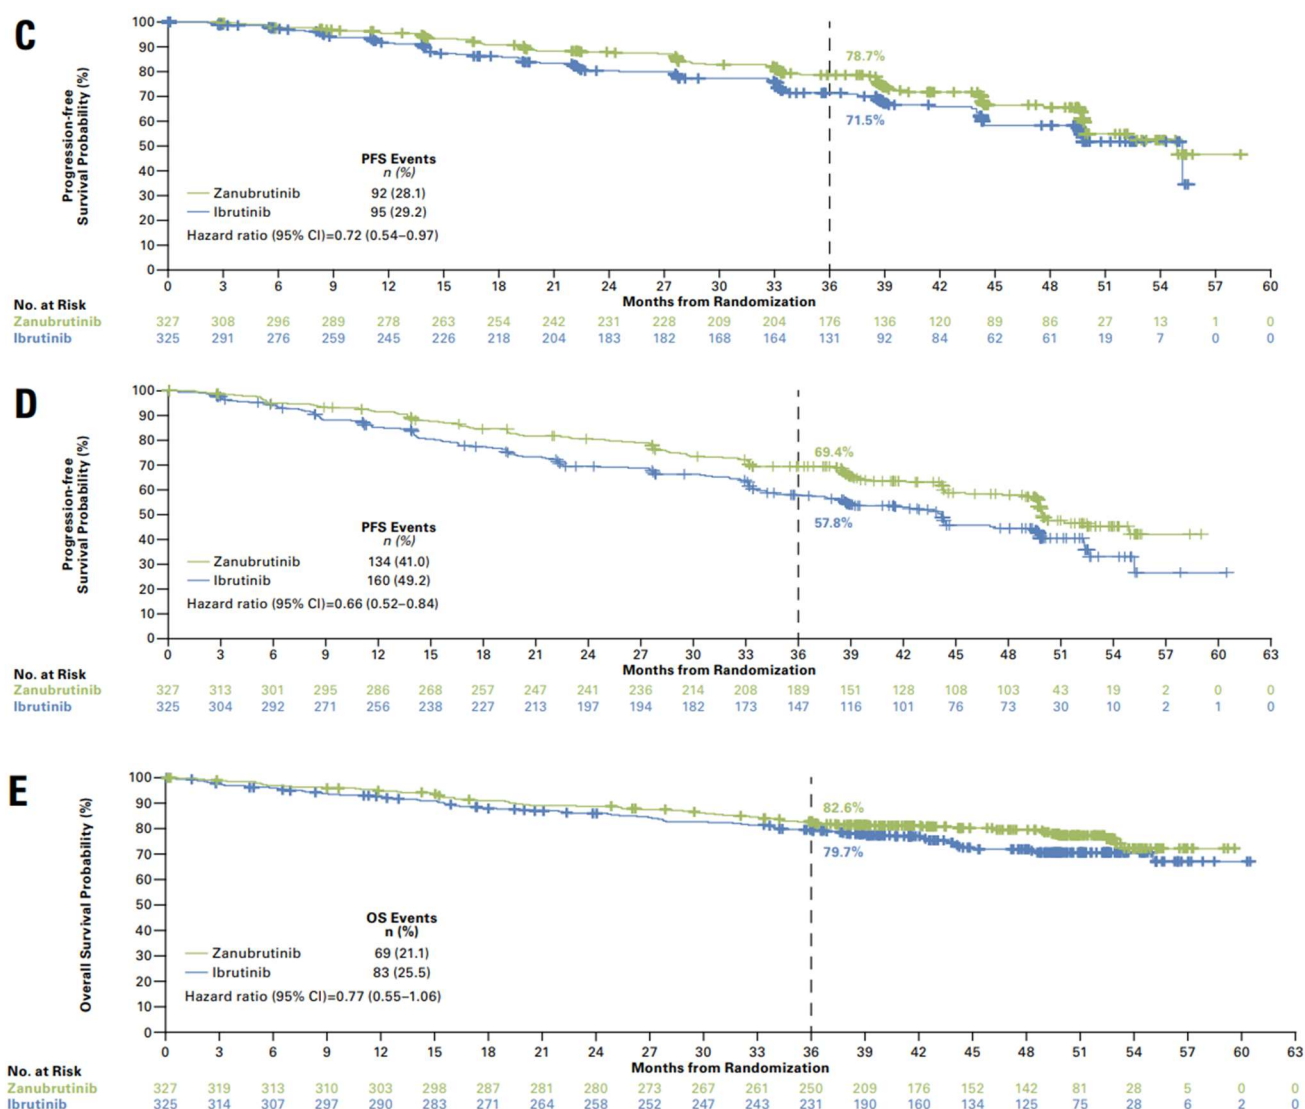 C
Progression-free
Survival Probability (%)
100
90
80
70
60
50
40
30
20
10
0
78.7%
71.5%
PFS Events
n (%)
Zanubrutinib 92 (28.1)
Ibrutinib 95 (29.2)
Hazard ratio (95% CI)=0.72 (0.54–0.97)
0 3 6 9 12 15 18 21 24 27 30 33 36 39 42 45 48 51 54 57 60
Months from Randomization
No. at Risk
Zanubrutinib 327 308 296 289 278 263 254 242 231 228 209 204 176 136 120 89 86 27 13 1 0
Ibrutinib 325 291 276 259 245 226 218 204 183 182 168 164 131 92 84 62 61 19 7 0 0
D
Progression-free
Survival Probability (%)
100
90
80
70
60
50
40
30
20
10
0
69.4%
57.8%
PFS Events
n (%)
Zanubrutinib 134 (41.0)
Ibrutinib 160 (49.2)
Hazard ratio (95% CI)=0.66 (0.52–0.84)
0 3 6 9 12 15 18 21 24 27 30 33 36 39 42 45 48 51 54 57 60 63
Months from Randomization
No. at Risk
Zanubrutinib 327 313 301 295 286 268 257 247 241 236 214 208 189 151 128 108 103 43 19 2 0 0
Ibrutinib 325 304 292 271 256 238 227 213 197 194 182 173 147 116 101 76 73 30 10 2 1 0
E
Overall Survival Probability (%)
100
90
80
70
60
50
40
30
20
10
0
82.6%
79.7%
OS Events
n (%)
Zanubrutinib 69 (21.1)
Ibrutinib 83 (25.5)
Hazard ratio (95% CI)=0.77 (0.55–1.06)
0 3 6 9 12 15 18 21 24 27 30 33 36 39 42 45 48 51 54 57 60 63
Months from Randomization
No. at Risk
Zanubrutinib 327 319 313 310 303 298 287 281 280 273 267 261 250 209 176 152 142 81 28 5 0 0
Ibrutinib 325 314 307 297 290 283 271 264 258 252 247 243 231 190 160 134 125 75 28 6 2 0